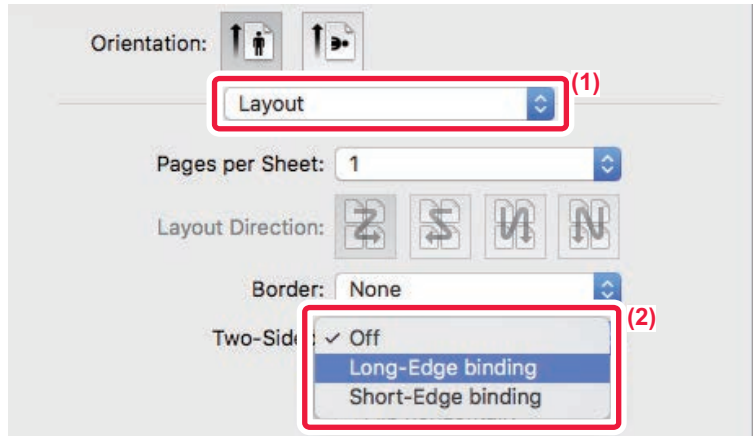 Orientation:
(1)
Layout
Pages per Sheet: 1
Layout Direction:
Border: None
(2)
Two-Side : ✓ Off
Long-Edge binding
Short-Edge binding